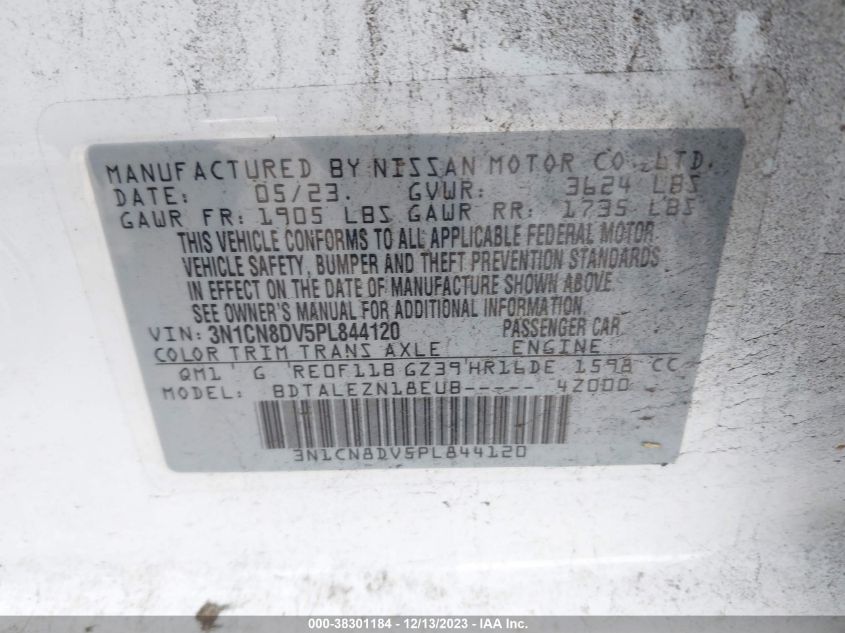 MANUFACTURED BY NISSAN MOTOR CO., LTD.
DATE: 05/23. GVWR: 3624 LBS
GAWR FR: 1905 LBS GAWR RR: 1735 LBS
THIS VEHICLE CONFORMS TO ALL APPLICABLE FEDERAL MOTOR
VEHICLE SAFETY, BUMPER AND THEFT PREVENTION STANDARDS
IN EFFECT ON THE DATE OF MANUFACTURE SHOWN ABOVE.
SEE OWNER'S MANUAL FOR ADDITIONAL INFORMATION.
VIN: 3N1CN8DV5PL844120 PASSENGER CAR
COLOR TRIM TRANS AXLE ENGINE
QM1 G RE0F11B GZ39 HR16DE 1598 CC
MODEL: BDTALEZN18EUB----- 4Z000
3N1CN8DV5PL844120
000-38301184 - 12/13/2023 - IAA Inc.